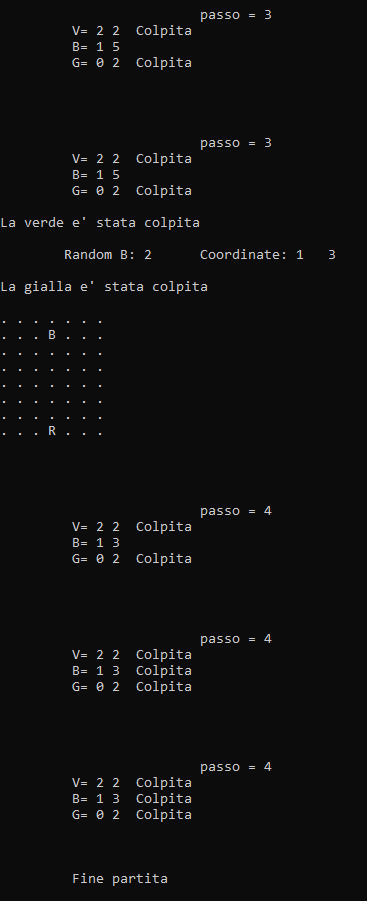 passo = 3
V= 2 2  Colpita
B= 1 5
G= 0 2  Colpita
passo = 3
V= 2 2  Colpita
B= 1 5
G= 0 2  Colpita
La verde e' stata colpita
Random B: 2      Coordinate: 1   3
La gialla e' stata colpita
. . . . . . .
. . . B . . .
. . . . . . .
. . . . . . .
. . . . . . .
. . . . . . .
. . . . . . .
. . . R . . .
passo = 4
V= 2 2  Colpita
B= 1 3
G= 0 2  Colpita
passo = 4
V= 2 2  Colpita
B= 1 3  Colpita
G= 0 2  Colpita
passo = 4
V= 2 2  Colpita
B= 1 3  Colpita
G= 0 2  Colpita
Fine partita